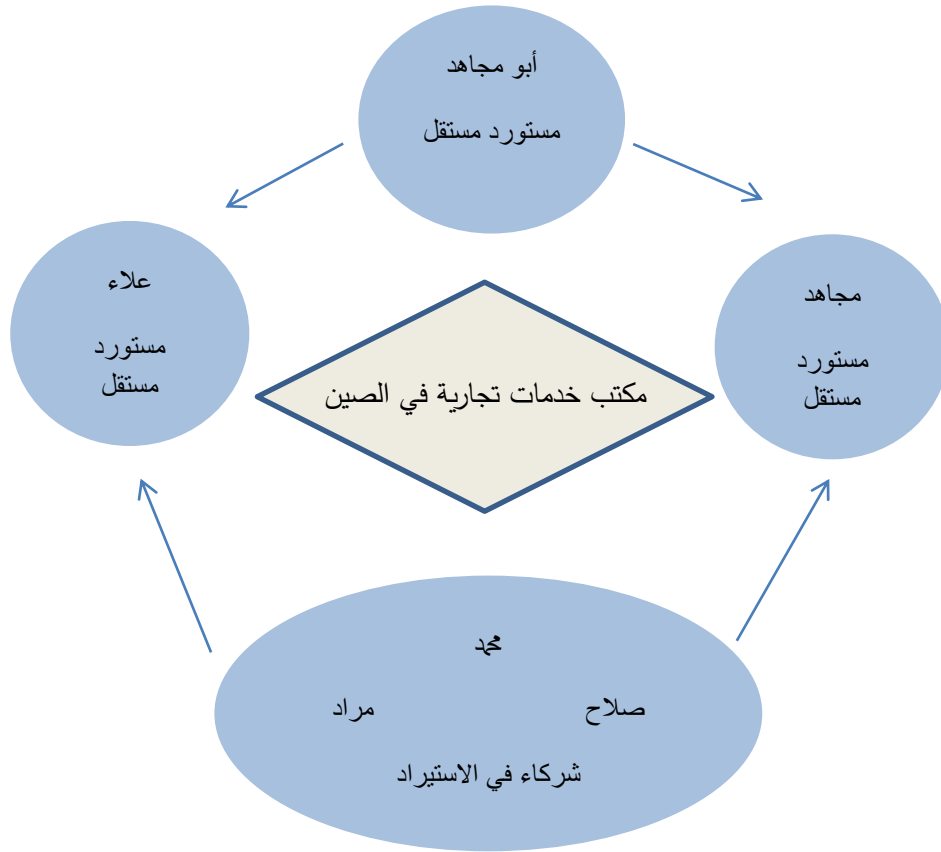 أبو مجاهد
مستورد مستقل
علاء
مستورد
مستقل
مجاهد
مستورد
مستقل
مكتب خدمات تجارية في الصين
محمد
صلاح
مراد
شركاء في الاستيراد